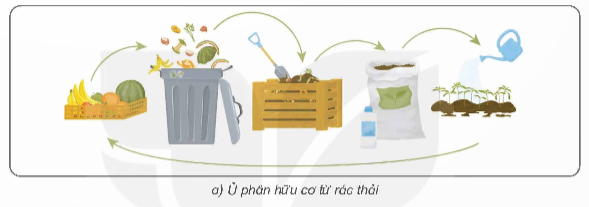 a) Ủ phân hữu cơ từ rác thải